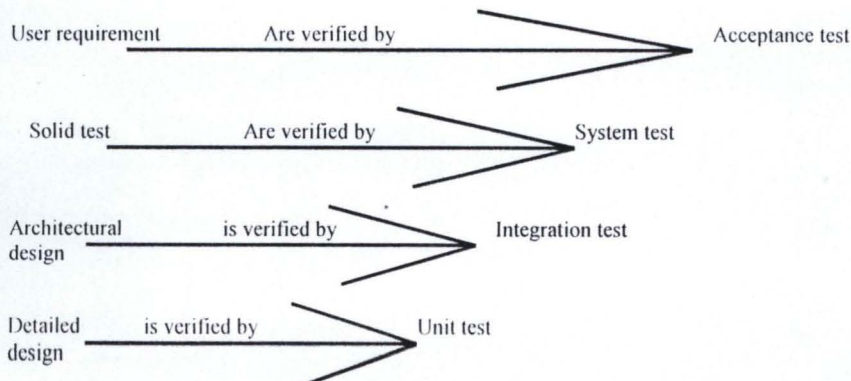 User requirement Are verified by Acceptance test
Solid test Are verified by System test
Architectural design is verified by Integration test
Detailed design is verified by Unit test